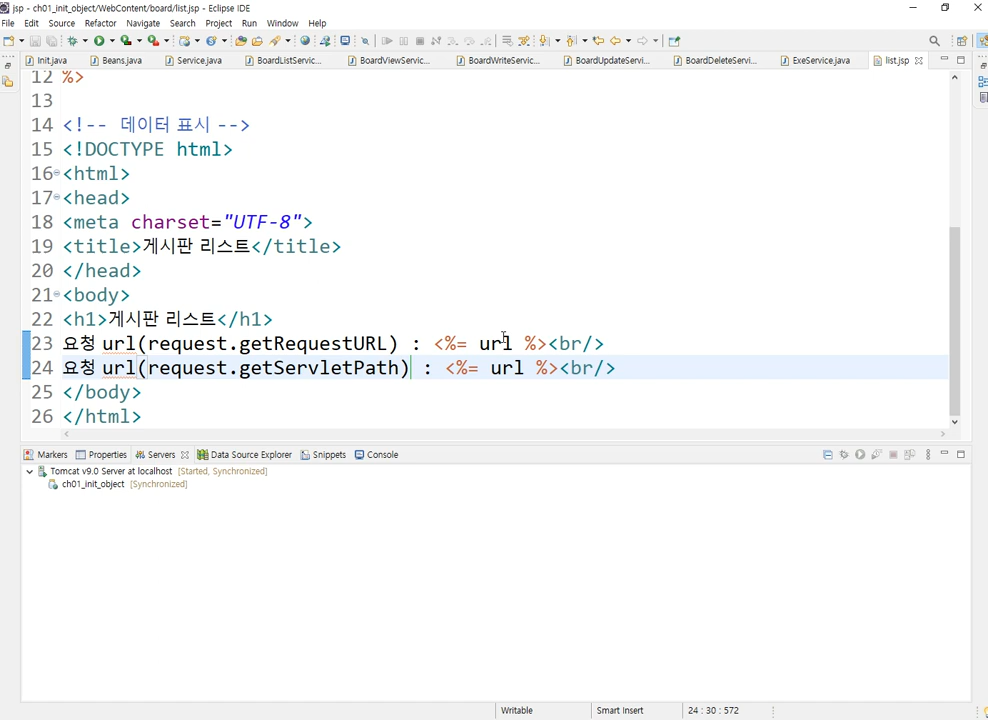 jsp - ch01_init_object/WebContent/board/list.jsp - Eclipse IDE
File Edit Source Refactor Navigate Search Project Run Window Help
Init.java Beans.java Service.java BoardListServic... BoardViewServic... BoardWriteServic... BoardUpdateServi... BoardDeleteServi... ExeService.java list.jsp
12 %>
13
14 <!-- 데이터 표시 -->
15 <!DOCTYPE html>
16 <html>
17 <head>
18 <meta charset="UTF-8">
19 <title>게시판 리스트</title>
20 </head>
21 <body>
22 <h1>게시판 리스트</h1>
23 요청 url(request.getRequestURL) : <%= url %><br/>
24 요청 url(request.getServletPath) : <%= url %><br/>
25 </body>
26 </html>
Markers Properties Servers Data Source Explorer Snippets Console
Tomcat v9.0 Server at localhost [Started, Synchronized]
ch01_init_object [Synchronized]
Writable Smart Insert 24 : 30 : 572